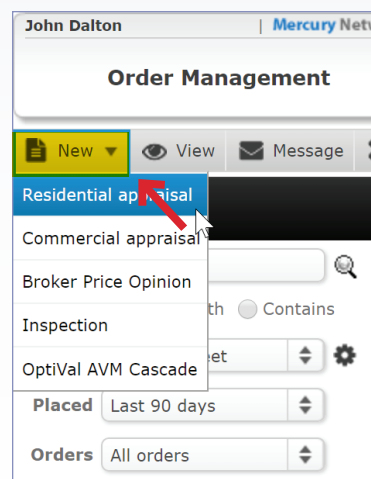 John Dalton | Mercury Net
Order Management
New View Message
Residential appraisal
Commercial appraisal
Broker Price Opinion
th Contains
Inspection
eet
OptiVal AVM Cascade
Placed Last 90 days
Orders All orders